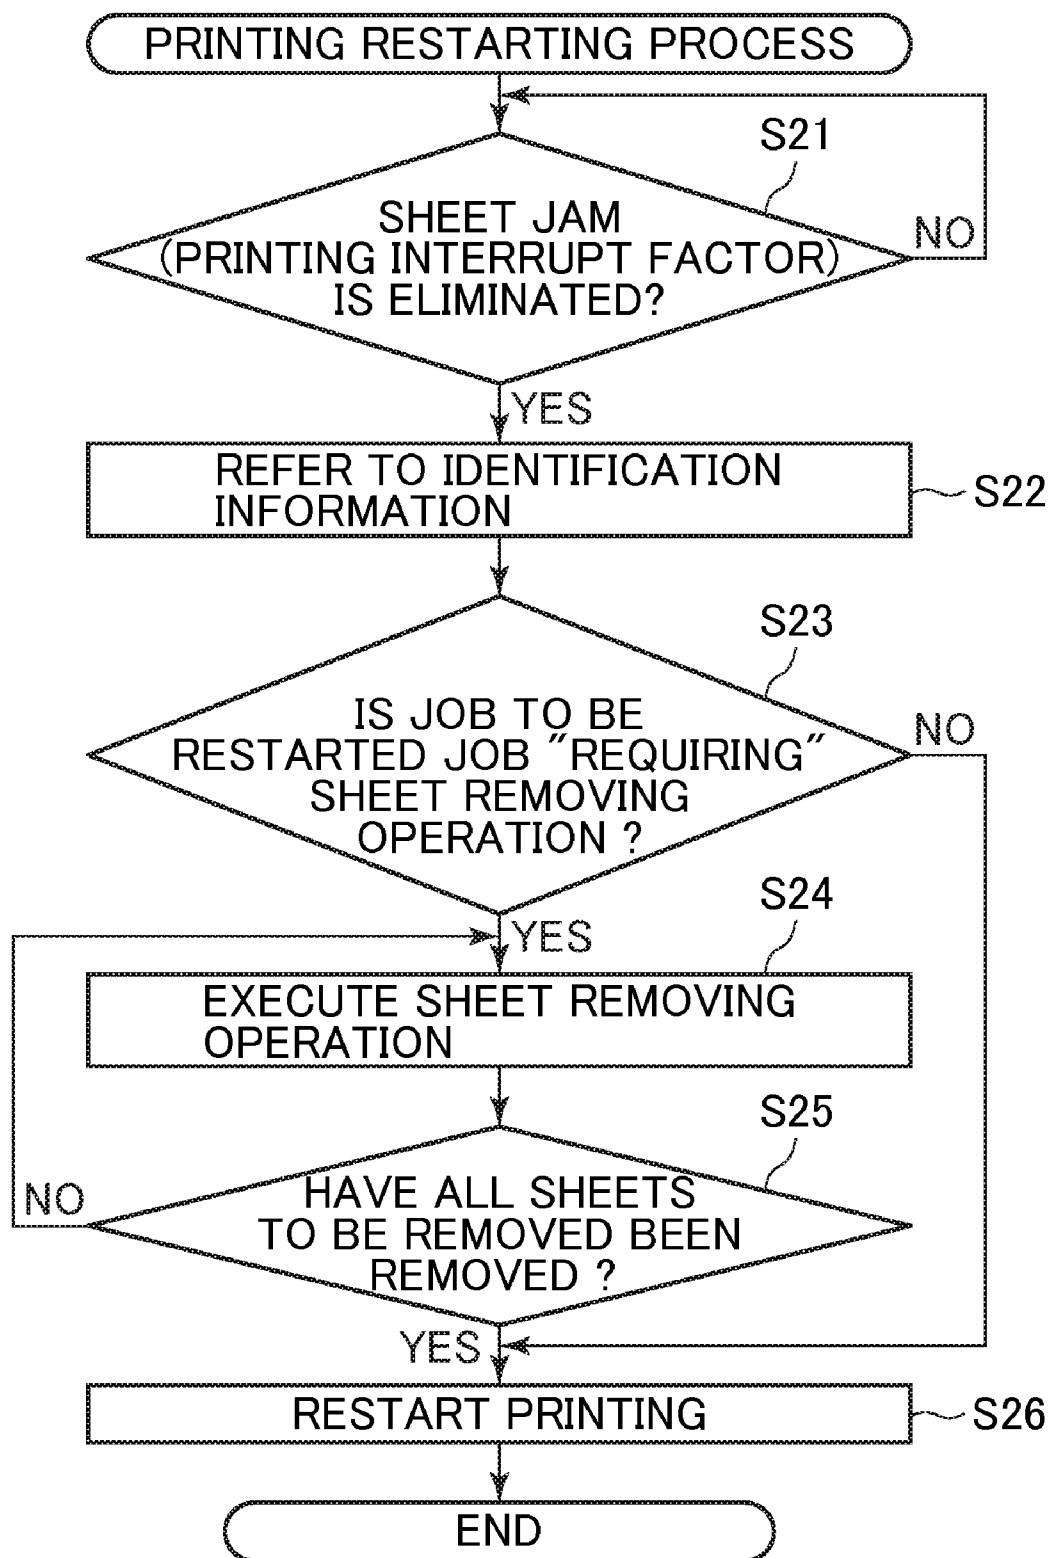 PRINTING RESTARTING PROCESS
S21
SHEET JAM
(PRINTING INTERRUPT FACTOR)
IS ELIMINATED?
NO
YES
REFER TO IDENTIFICATION
INFORMATION
S22
S23
IS JOB TO BE
RESTARTED JOB "REQUIRING"
SHEET REMOVING
OPERATION ?
NO
YES
S24
EXECUTE SHEET REMOVING
OPERATION
S25
HAVE ALL SHEETS
TO BE REMOVED BEEN
REMOVED ?
NO
YES
RESTART PRINTING
S26
END